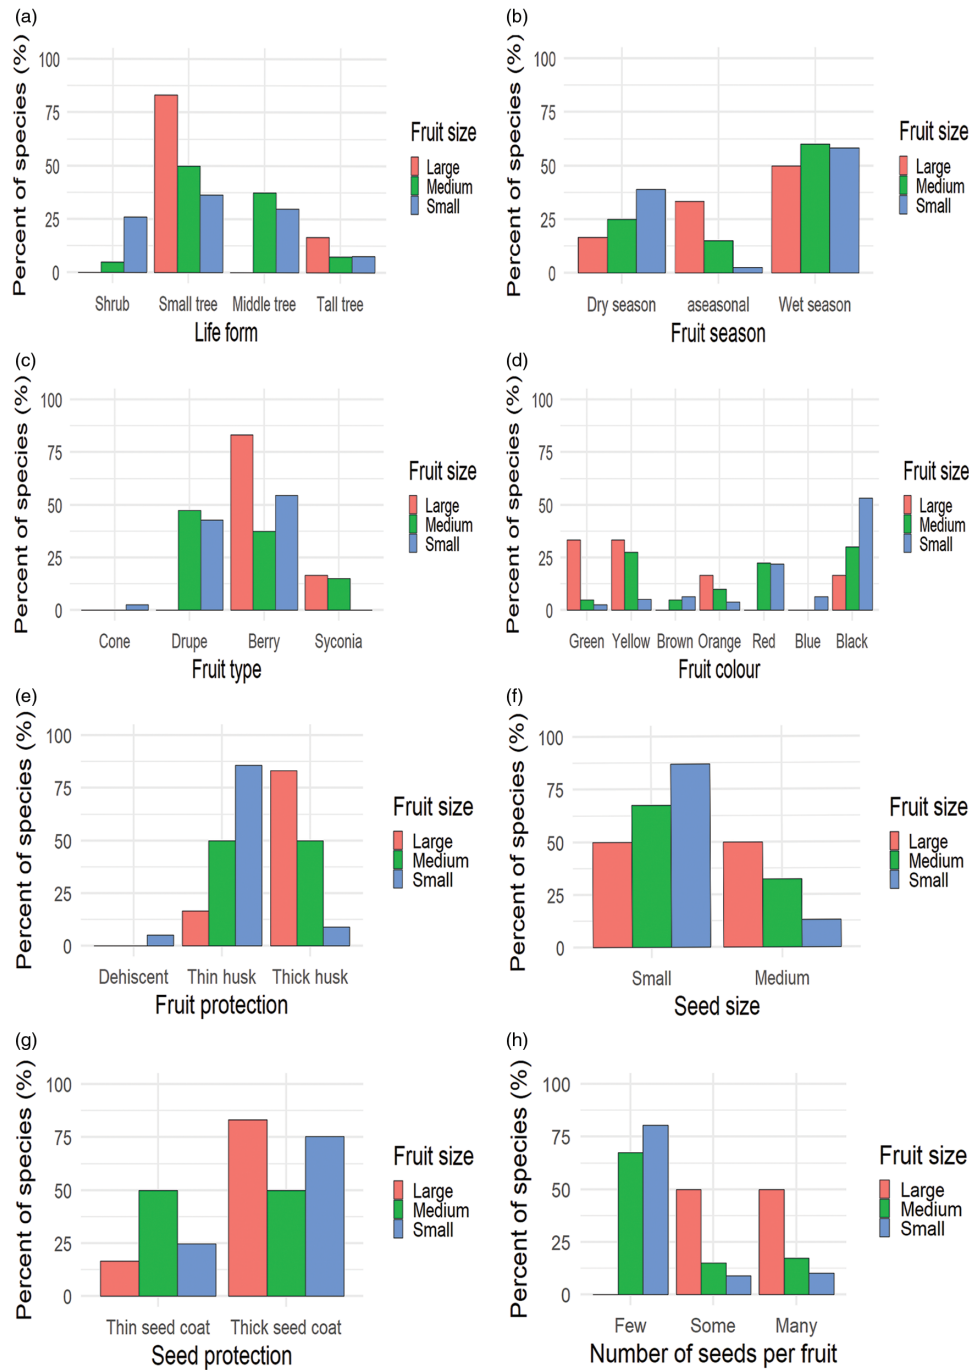 (a)
Percent of species (%)
100
75
50
25
0
Shrub Small tree Middle tree Tall tree
Life form
Fruit size
Large
Medium
Small
(b)
Percent of species (%)
100
75
50
25
0
Dry season aseasonal Wet season
Fruit season
Fruit size
Large
Medium
Small
(c)
Percent of species (%)
100
75
50
25
0
Cone Drupe Berry Syconia
Fruit type
Fruit size
Large
Medium
Small
(d)
Percent of species (%)
100
75
50
25
0
Green Yellow Brown Orange Red Blue Black
Fruit colour
Fruit size
Large
Medium
Small
(e)
Percent of species (%)
100
75
50
25
0
Dehiscent Thin husk Thick husk
Fruit protection
Fruit size
Large
Medium
Small
(f)
Percent of species (%)
100
75
50
25
0
Small Medium
Seed size
Fruit size
Large
Medium
Small
(g)
Percent of species (%)
100
75
50
25
0
Thin seed coat Thick seed coat
Seed protection
Fruit size
Large
Medium
Small
(h)
Percent of species (%)
100
75
50
25
0
Few Some Many
Number of seeds per fruit
Fruit size
Large
Medium
Small